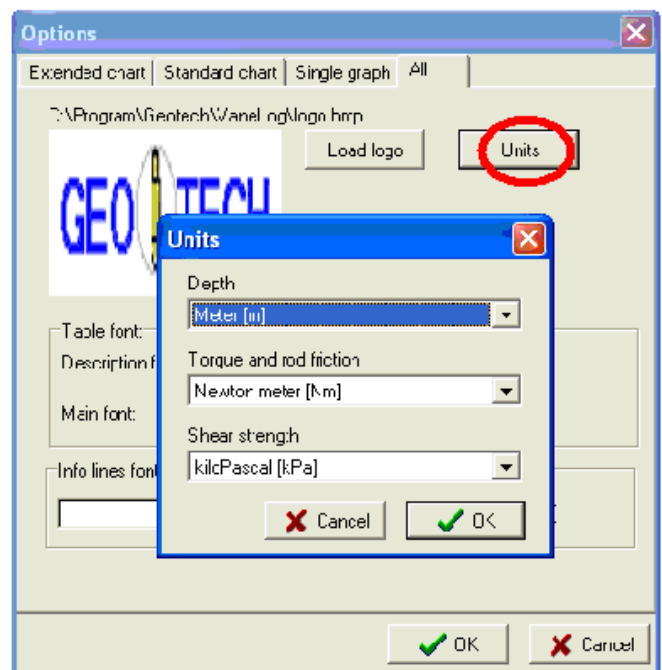 Options
Extended chart Standard chart Single graph All
D:\Program\Geotech\VaneLog\logo.bmp
Load logo Units
GEOTECH
Units
Depth
Meter [m]
Table font:
Description f
Torque and rod friction
Newton meter [Nm]
Main font:
Shear strength
Info lines font
kiloPascal [kPa]
Cancel OK
OK Cancel